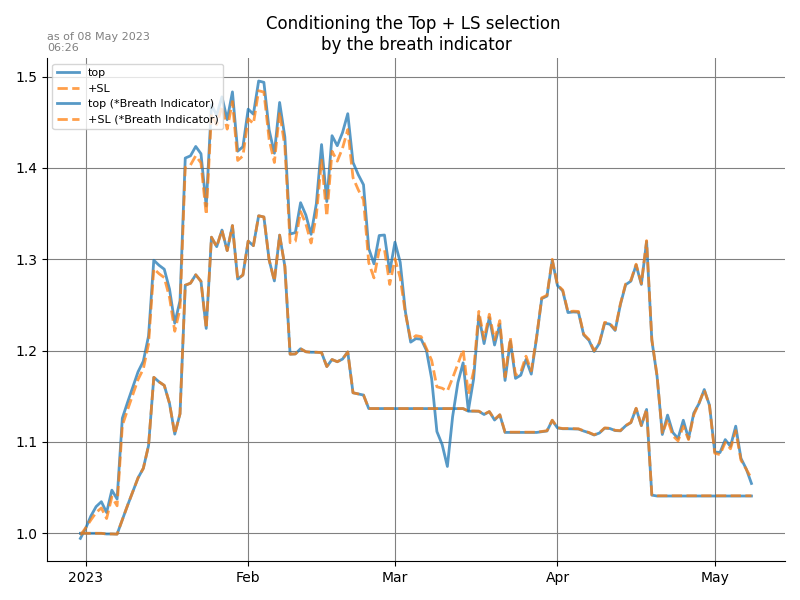 Conditioning the Top + LS selection
by the breath indicator
as of 08 May 2023
06:26
top
+SL
top (*Breath Indicator)
+SL (*Breath Indicator)
1.5
1.4
1.3
1.2
1.1
1.0
2023 Feb Mar Apr May